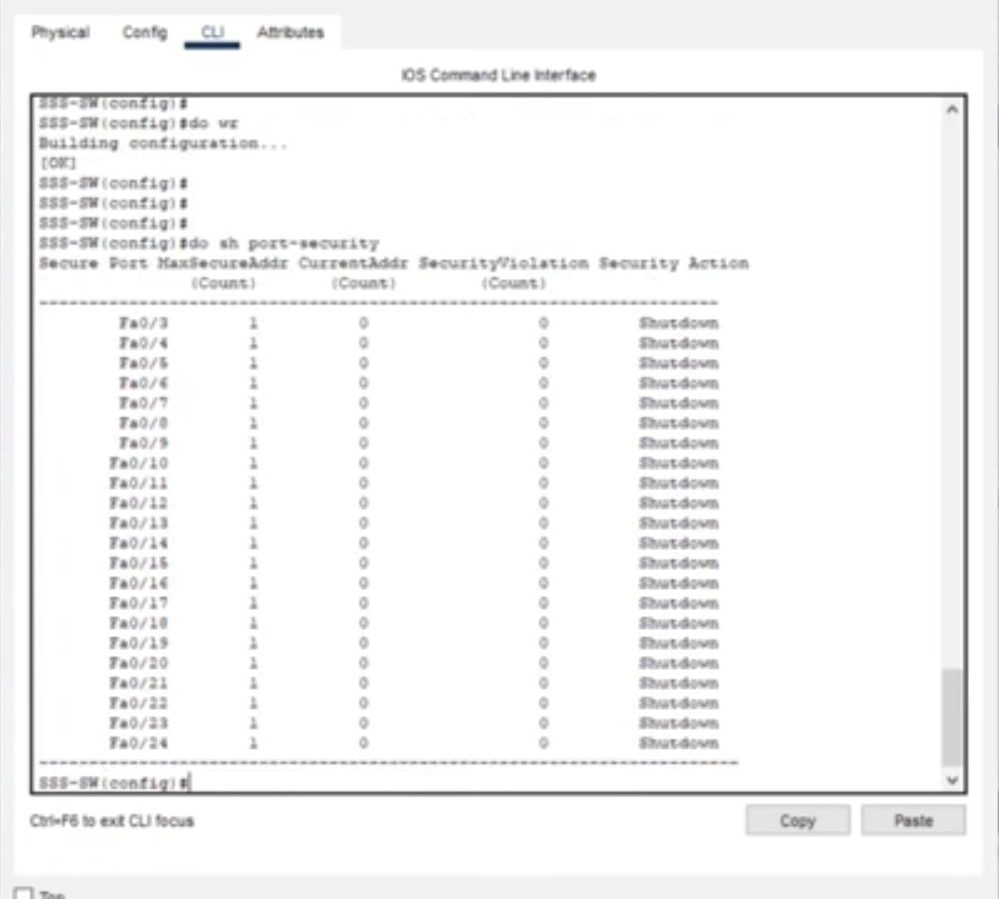 Physical Config CLI Attributes
IOS Command Line Interface
SSS-SW(config)#
SSS-SW(config)#do wr
Building configuration...
[OK]
SSS-SW(config)#
SSS-SW(config)#
SSS-SW(config)#
SSS-SW(config)#do sh port-security
Secure Port MaxSecureAddr CurrentAddr SecurityViolation Security Action
(Count) (Count) (Count)
--------------------------------------------------------------------
Fa0/3 1 0 0 Shutdown
Fa0/4 1 0 0 Shutdown
Fa0/5 1 0 0 Shutdown
Fa0/6 1 0 0 Shutdown
Fa0/7 1 0 0 Shutdown
Fa0/8 1 0 0 Shutdown
Fa0/9 1 0 0 Shutdown
Fa0/10 1 0 0 Shutdown
Fa0/11 1 0 0 Shutdown
Fa0/12 1 0 0 Shutdown
Fa0/13 1 0 0 Shutdown
Fa0/14 1 0 0 Shutdown
Fa0/15 1 0 0 Shutdown
Fa0/16 1 0 0 Shutdown
Fa0/17 1 0 0 Shutdown
Fa0/18 1 0 0 Shutdown
Fa0/19 1 0 0 Shutdown
Fa0/20 1 0 0 Shutdown
Fa0/21 1 0 0 Shutdown
Fa0/22 1 0 0 Shutdown
Fa0/23 1 0 0 Shutdown
Fa0/24 1 0 0 Shutdown
----------------------------------------------------------------------
SSS-SW(config)#
Ctrl+F6 to exit CLI focus
Copy Paste
Top